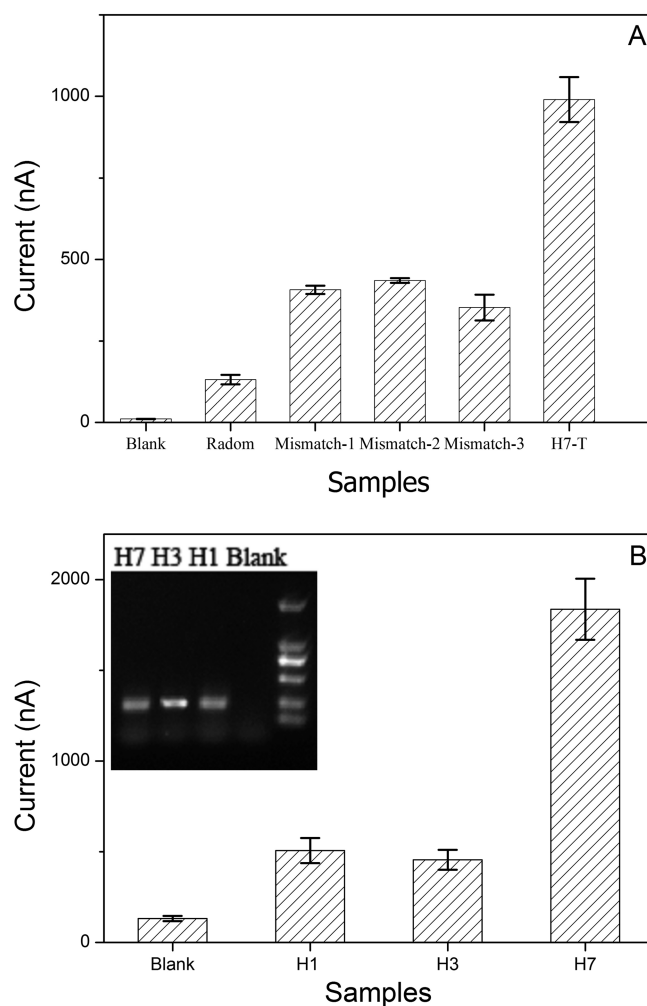 A
1000
500
0
Current (nA)
Blank Radom Mismatch-1 Mismatch-2 Mismatch-3 H7-T
Samples
B
H7 H3 H1 Blank
2000
1000
0
Current (nA)
Blank H1 H3 H7
Samples